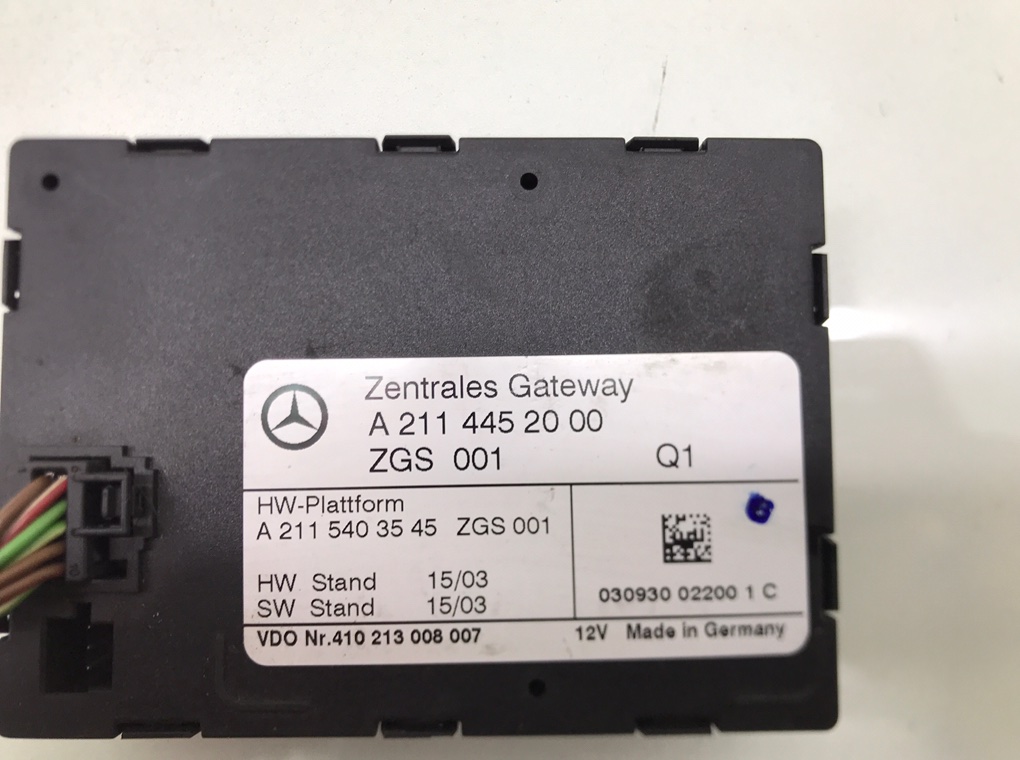 Zentrales Gateway
A 211 445 20 00
ZGS 001 Q1
HW-Plattform
A 211 540 35 45 ZGS 001
HW Stand 15/03
SW Stand 15/03
030930 02200 1 C
VDO Nr.410 213 008 007 12V Made in Germany